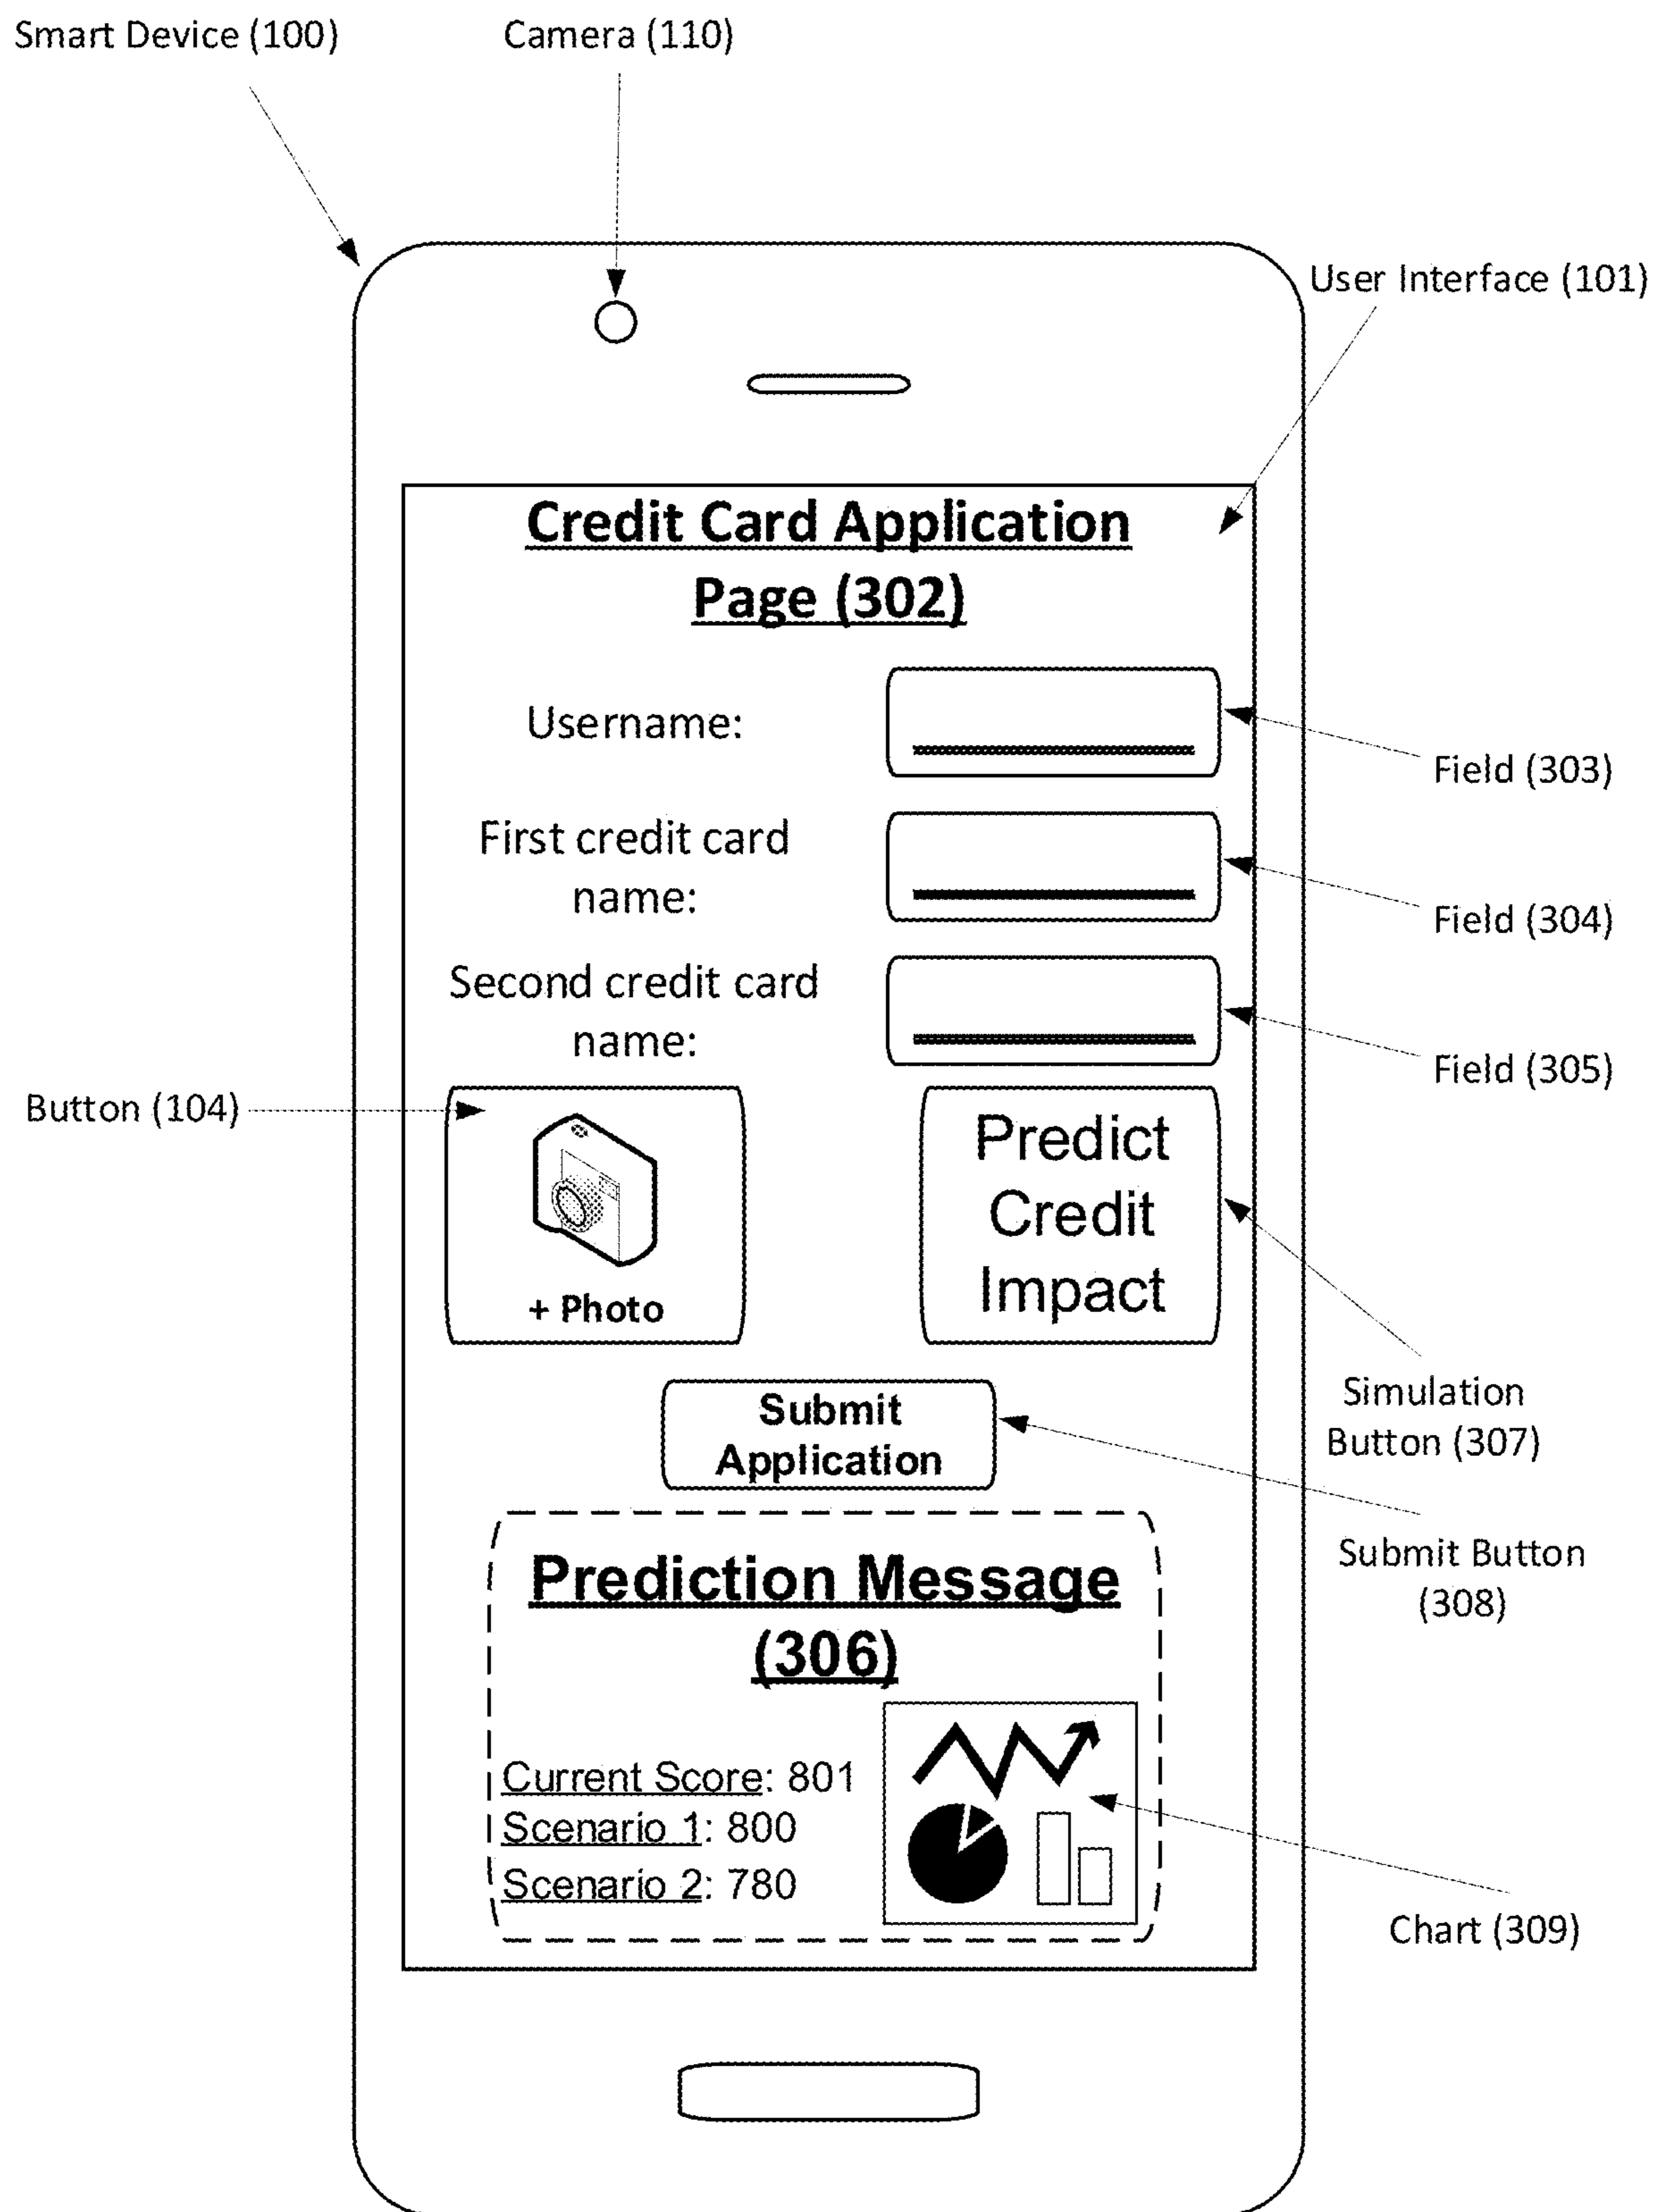 Smart Device (100)
Camera (110)
User Interface (101)
Credit Card Application
Page (302)
Username:
Field (303)
First credit card
name:
Field (304)
Second credit card
name:
Field (305)
Button (104)
+ Photo
Predict
Credit
Impact
Simulation
Button (307)
Submit
Application
Submit Button
(308)
Prediction Message
(306)
Current Score: 801
Scenario 1: 800
Scenario 2: 780
Chart (309)